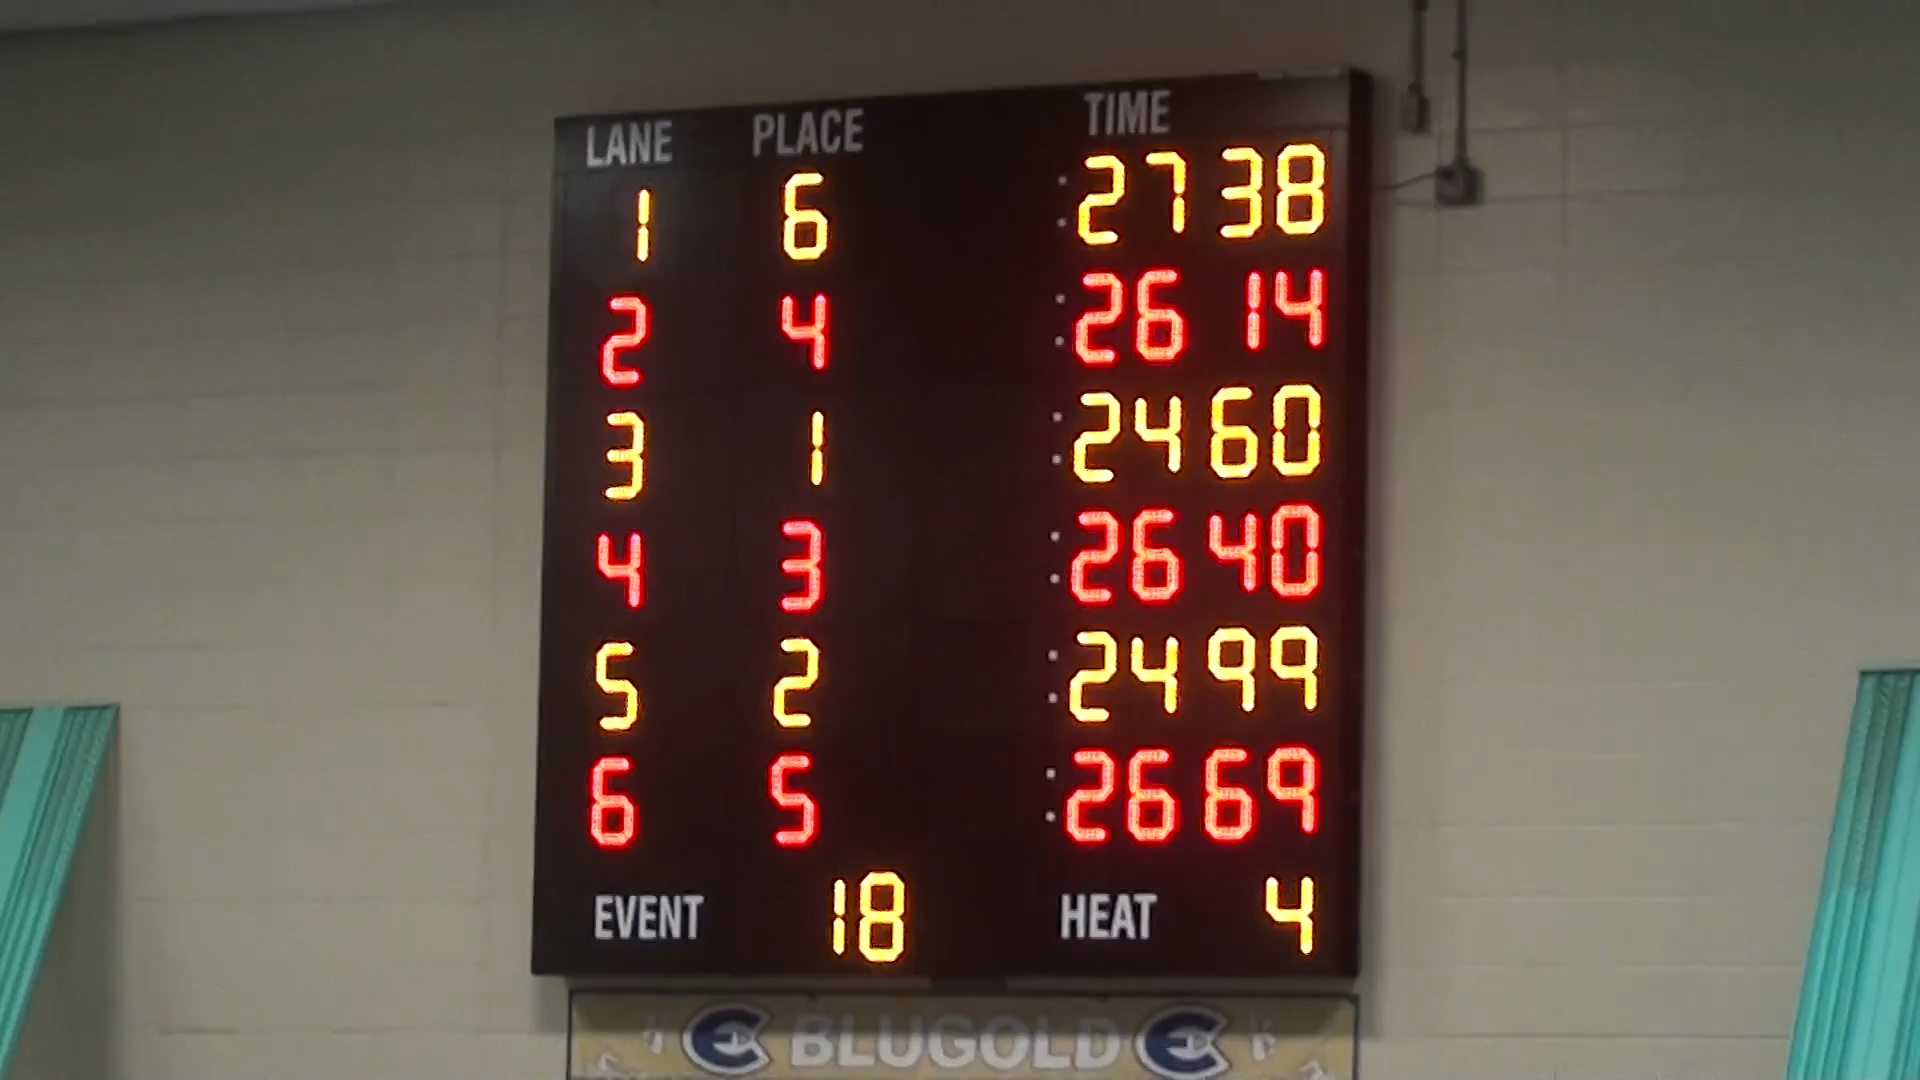 LANE PLACE TIME
1 6 : 27 38
2 4 : 26 14
3 1 : 24 60
4 3 : 26 40
5 2 : 24 99
6 5 : 26 69
EVENT 18 HEAT 4
BLUGOLD